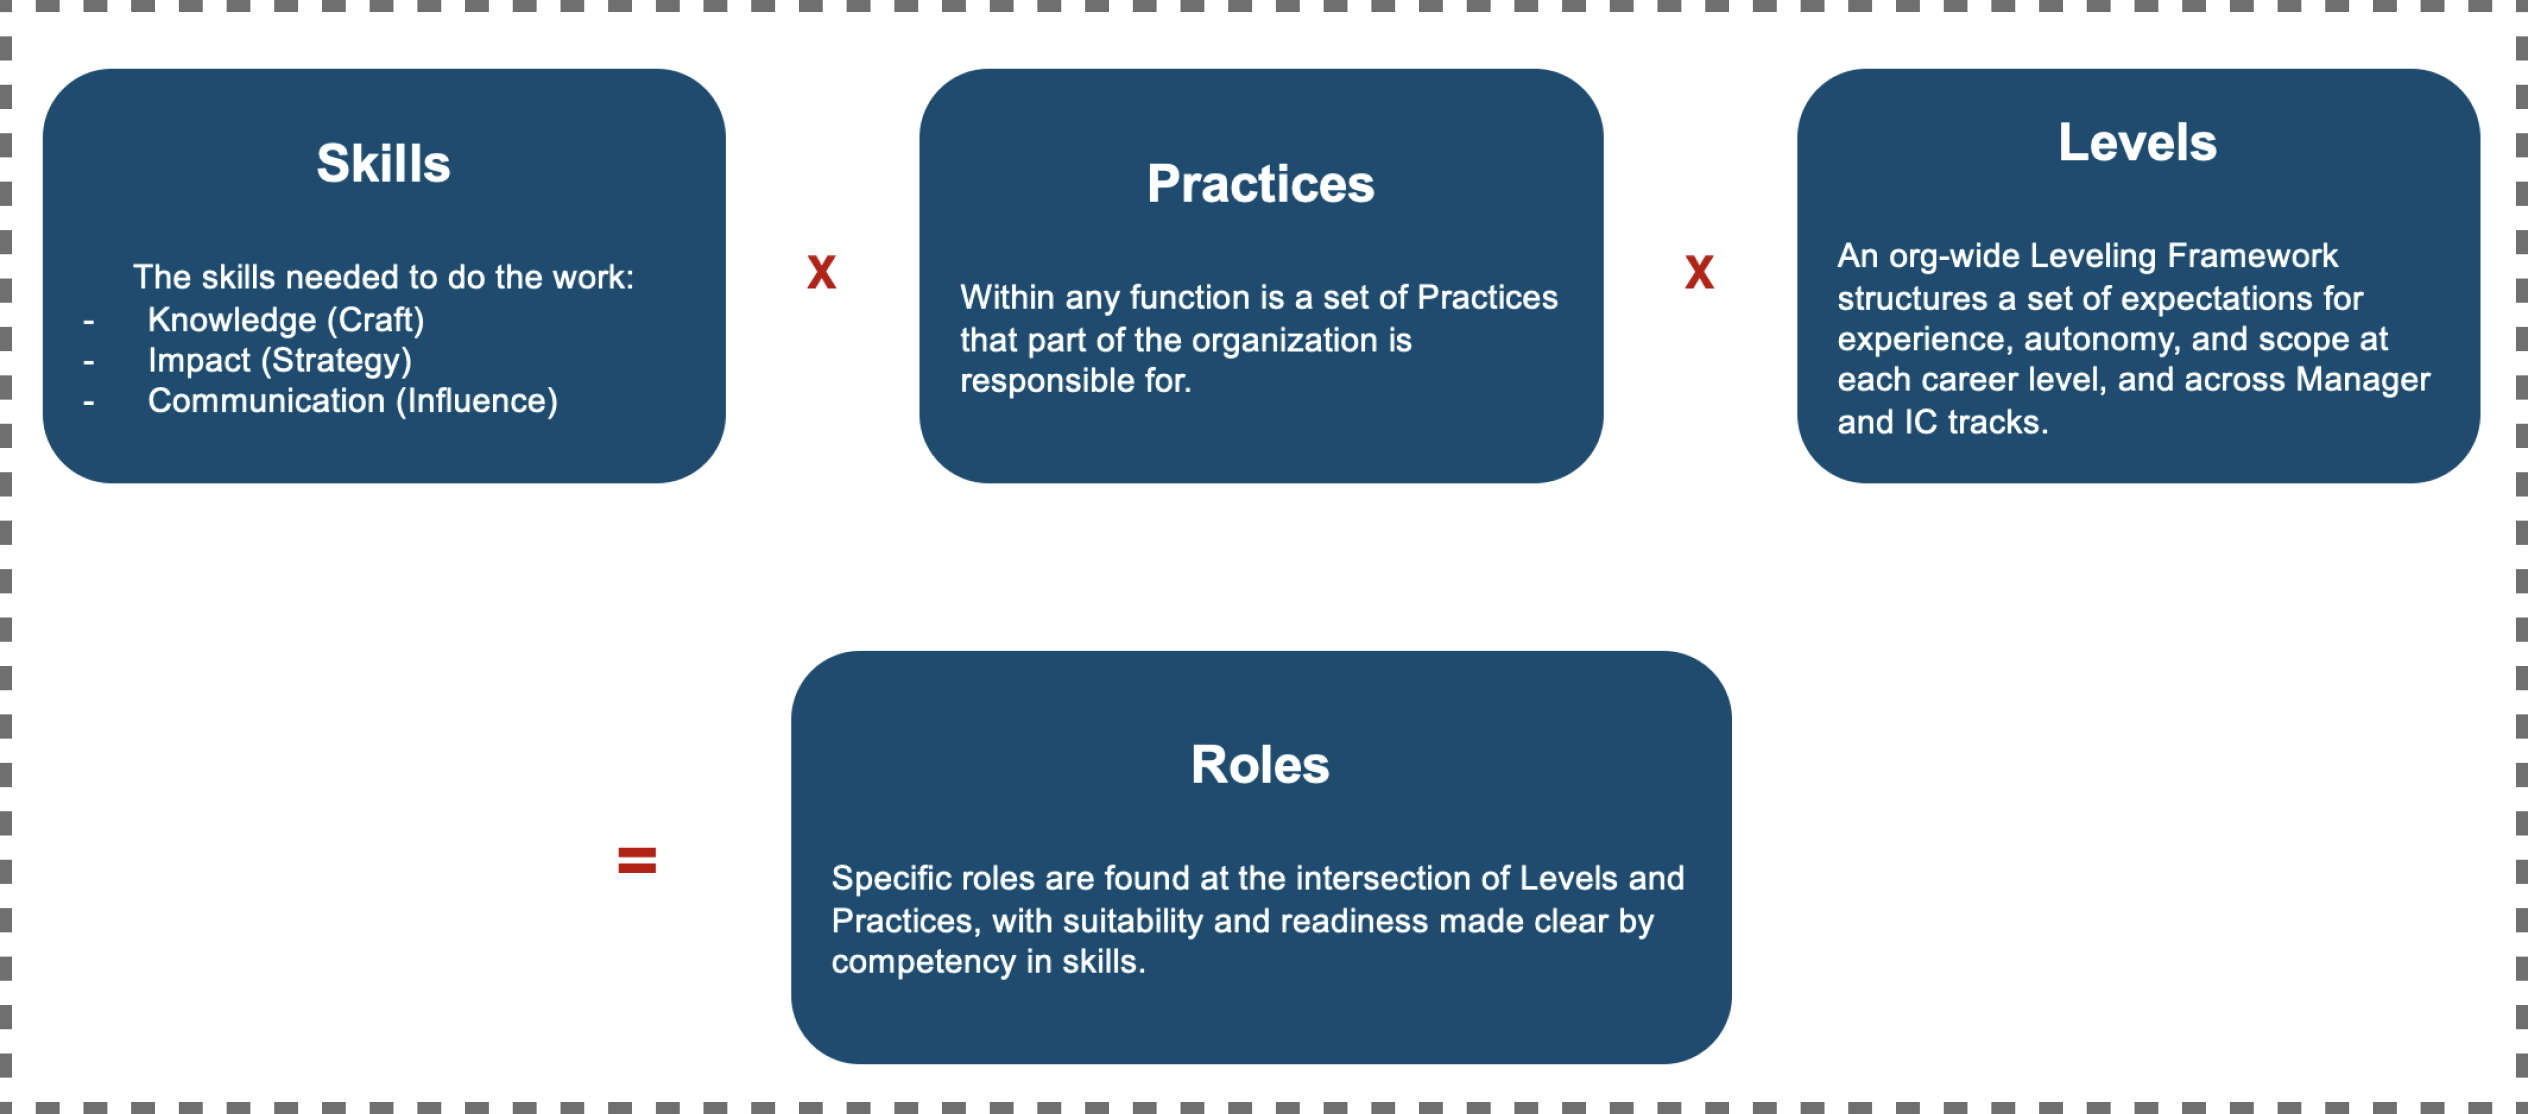 Skills
The skills needed to do the work:
- Knowledge (Craft)
- Impact (Strategy)
- Communication (Influence)
x
Practices
Within any function is a set of Practices
that part of the organization is
responsible for.
x
Levels
An org-wide Leveling Framework
structures a set of expectations for
experience, autonomy, and scope at
each career level, and across Manager
and IC tracks.
=
Roles
Specific roles are found at the intersection of Levels and
Practices, with suitability and readiness made clear by
competency in skills.